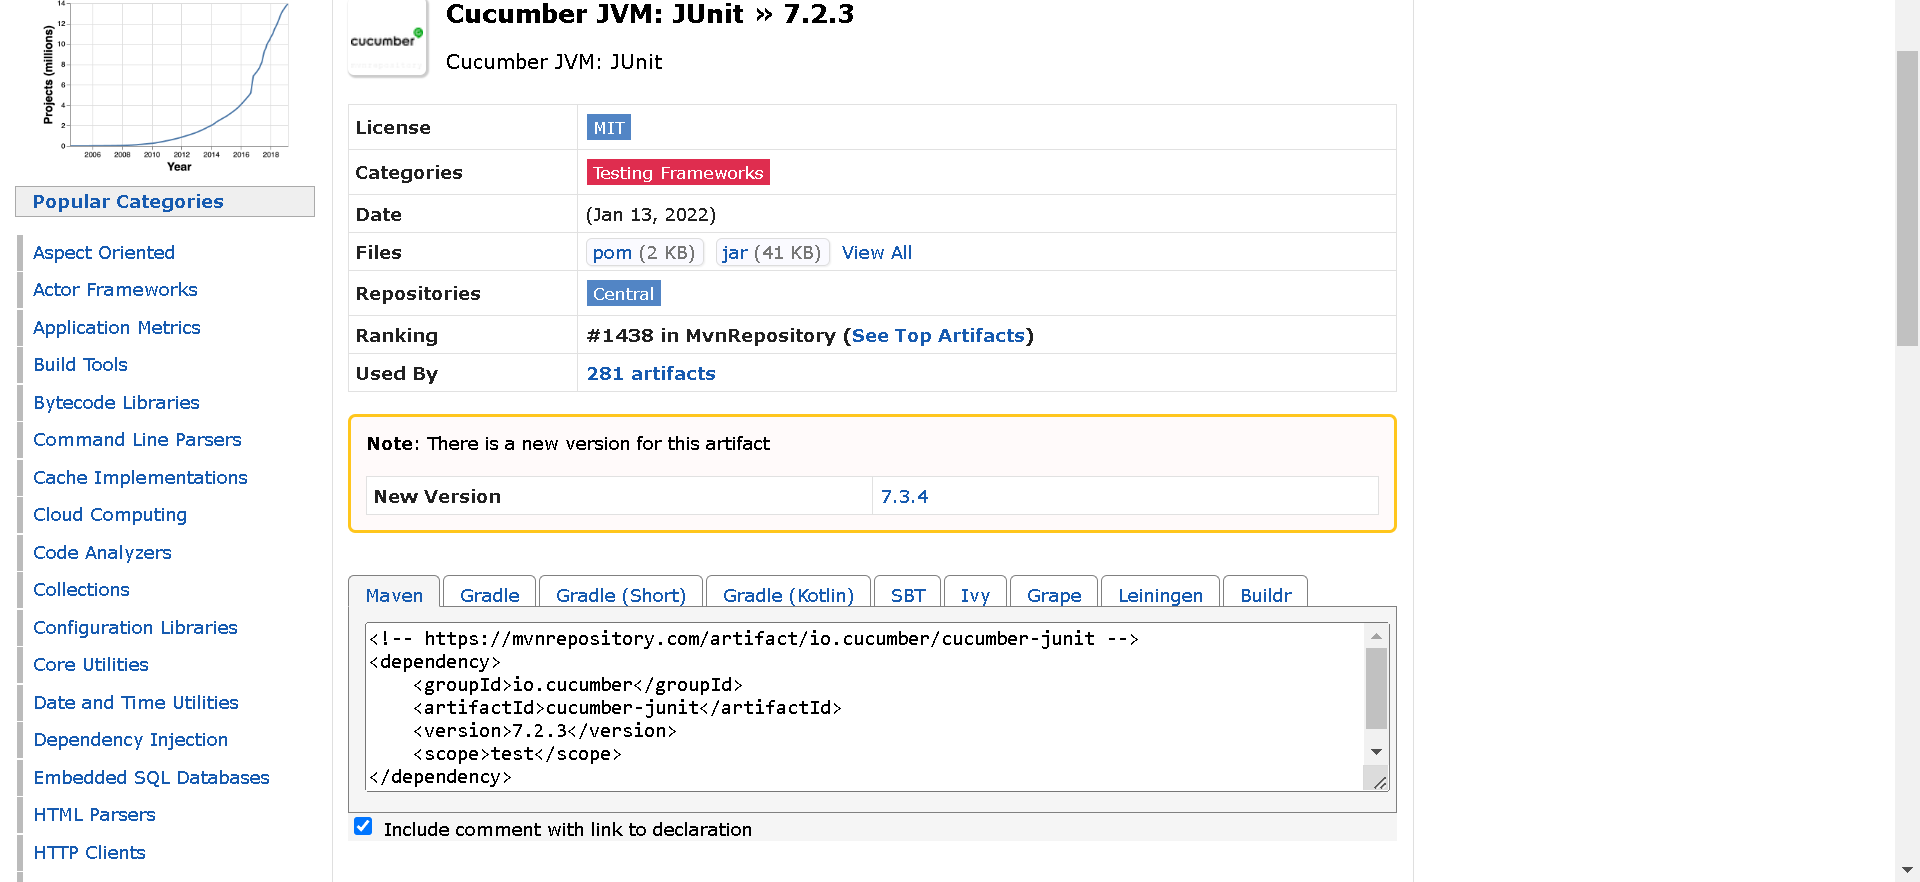 14
12
10
8
6
4
2
0
Projects (millions)
2006 2008 2010 2012 2014 2016 2018
Year
Popular Categories
Aspect Oriented
Actor Frameworks
Application Metrics
Build Tools
Bytecode Libraries
Command Line Parsers
Cache Implementations
Cloud Computing
Code Analyzers
Collections
Configuration Libraries
Core Utilities
Date and Time Utilities
Dependency Injection
Embedded SQL Databases
HTML Parsers
HTTP Clients
cucumber
Cucumber JVM: JUnit » 7.2.3
Cucumber JVM: JUnit
License MIT
Categories Testing Frameworks
Date (Jan 13, 2022)
Files pom (2 KB) jar (41 KB) View All
Repositories Central
Ranking #1438 in MvnRepository (See Top Artifacts)
Used By 281 artifacts
Note: There is a new version for this artifact
New Version 7.3.4
Maven Gradle Gradle (Short) Gradle (Kotlin) SBT Ivy Grape Leiningen Buildr
<!-- https://mvnrepository.com/artifact/io.cucumber/cucumber-junit -->
<dependency>
    <groupId>io.cucumber</groupId>
    <artifactId>cucumber-junit</artifactId>
    <version>7.2.3</version>
    <scope>test</scope>
</dependency>
Include comment with link to declaration